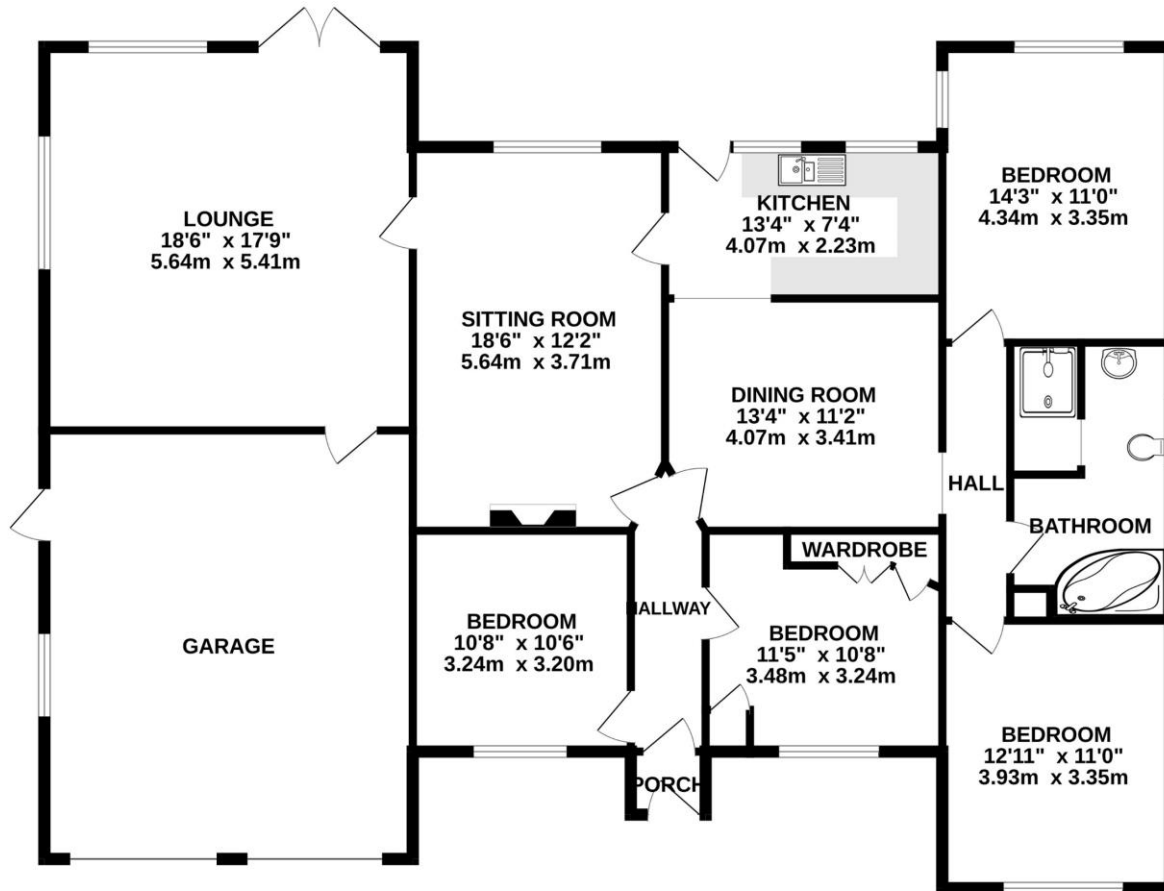 LOUNGE
18'6" x 17'9"
5.64m x 5.41m
SITTING ROOM
18'6" x 12'2"
5.64m x 3.71m
KITCHEN
13'4" x 7'4"
4.07m x 2.23m
BEDROOM
14'3" x 11'0"
4.34m x 3.35m
DINING ROOM
13'4" x 11'2"
4.07m x 3.41m
HALL
BATHROOM
WARDROBE
GARAGE
BEDROOM
10'8" x 10'6"
3.24m x 3.20m
HALLWAY
BEDROOM
11'5" x 10'8"
3.48m x 3.24m
PORCH
BEDROOM
12'11" x 11'0"
3.93m x 3.35m